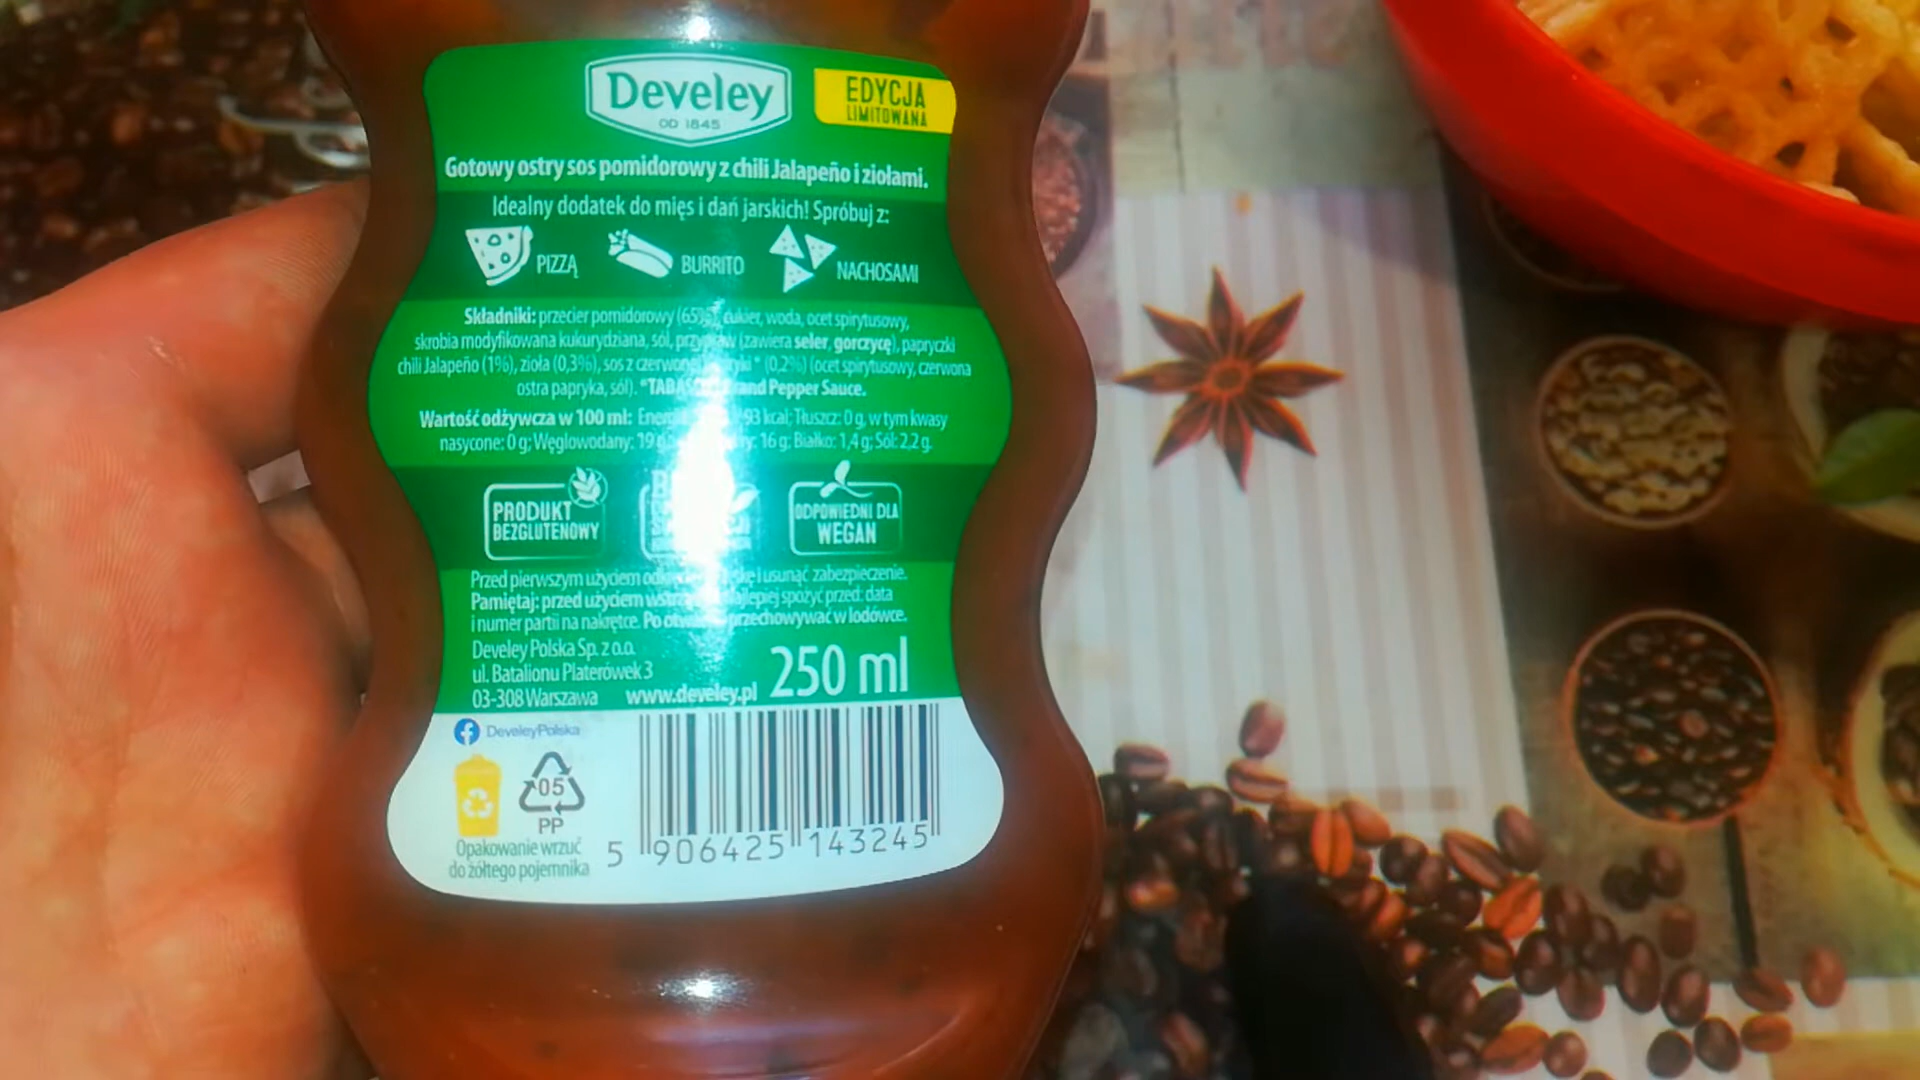 Develey
OD 1845
EDYCJA
LIMITOWANA
Gotowy ostry sos pomidorowy z chili Jalapeño i ziołami.
Idealny dodatek do mięs i dań jarskich! Spróbuj z:
PIZZĄ
BURRITO
NACHOSAMI
Składniki: przecier pomidorowy (65%), cukier, woda, ocet spirytusowy,
skrobia modyfikowana kukurydziana, sól, przypraw (zawiera seler, gorczycę), papryczki
chili Jalapeño (1%), zioła (0,3%), sos z (0,2%) (ocet spirytusowy, czerwona
ostra papryka, sól). Pepper Sauce.
Wartość odżywcza w 100 ml: 93 kcal; Tłuszcz: 0 g, w tym kwasy
nasycone: 0 g; Węglowodany: 19 16 g; Białko: 1,4 g; Sól: 2,2 g.
PRODUKT
BEZGLUTENOWY
ODPOWIEDNI DLA
WEGAN
Przed pierwszym użyciem i usunąć zabezpieczenie.
Pamiętaj: przed użyciem spożyć przed: data
i numer partii na nakrętce. Po przechowywać w lodówce.
Develey Polska Sp. z o.o.
ul. Batalionu Platerówek 3
03-308 Warszawa
www.develey.pl
250 ml
DeveleyPolska
05
PP
Opakowanie wrzuć
do żółtego pojemnika
5 906425 143245